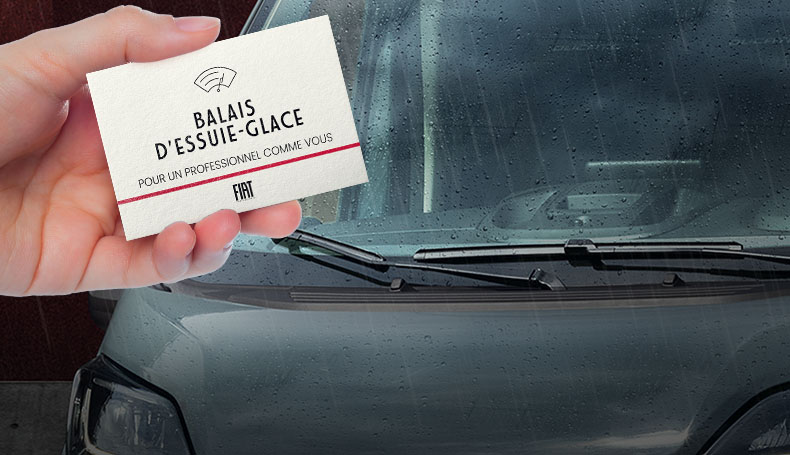 BALAIS
D'ESSUIE-GLACE
POUR UN PROFESSIONNEL COMME VOUS
FIAT